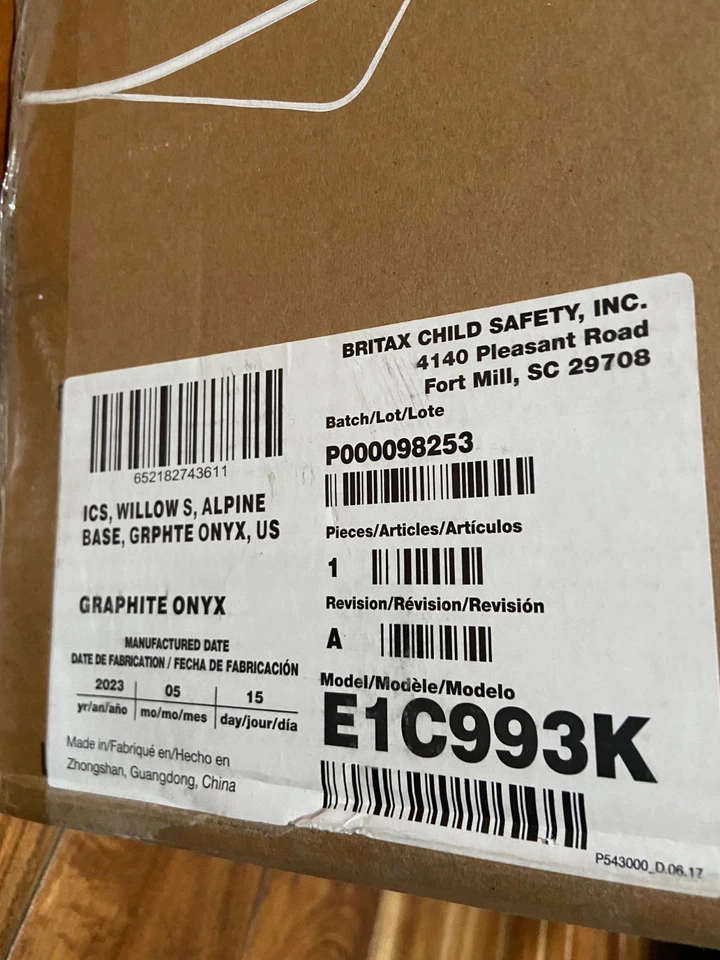 BRITAX CHILD SAFETY, INC.
4140 Pleasant Road
Fort Mill, SC 29708
652182743611
ICS, WILLOW S, ALPINE
BASE, GRPHTE ONYX, US
GRAPHITE ONYX
MANUFACTURED DATE
DATE DE FABRICATION / FECHA DE FABRICACIÓN
2023 05 15
yr/an/año mo/mo/mes day/jour/día
Made in/Fabriqué en/Hecho en
Zhongshan, Guangdong, China
Batch/Lot/Lote
P000098253
Pieces/Articles/Artículos
1
Revision/Révision/Revisión
A
Model/Modèle/Modelo
E1C993K
P543000_D.06.17